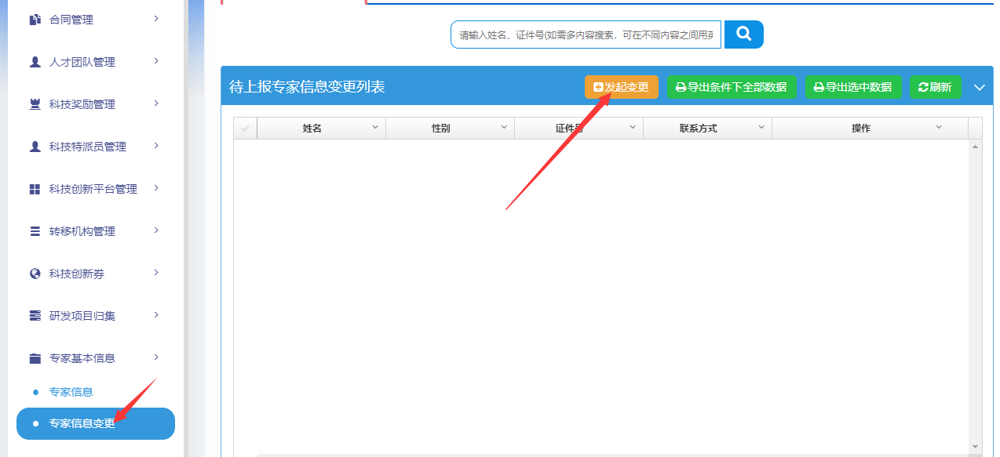 合同管理
人才团队管理
科技奖励管理
科技特派员管理
科技创新平台管理
转移机构管理
科技创新券
研发项目归集
专家基本信息
专家信息
专家信息变更
请输入姓名、证件号(如需多内容搜索，可在不同内容之间用英
待上报专家信息变更列表
发起变更
导出条件下全部数据
导出选中数据
刷新
姓名
性别
证件号
联系方式
操作